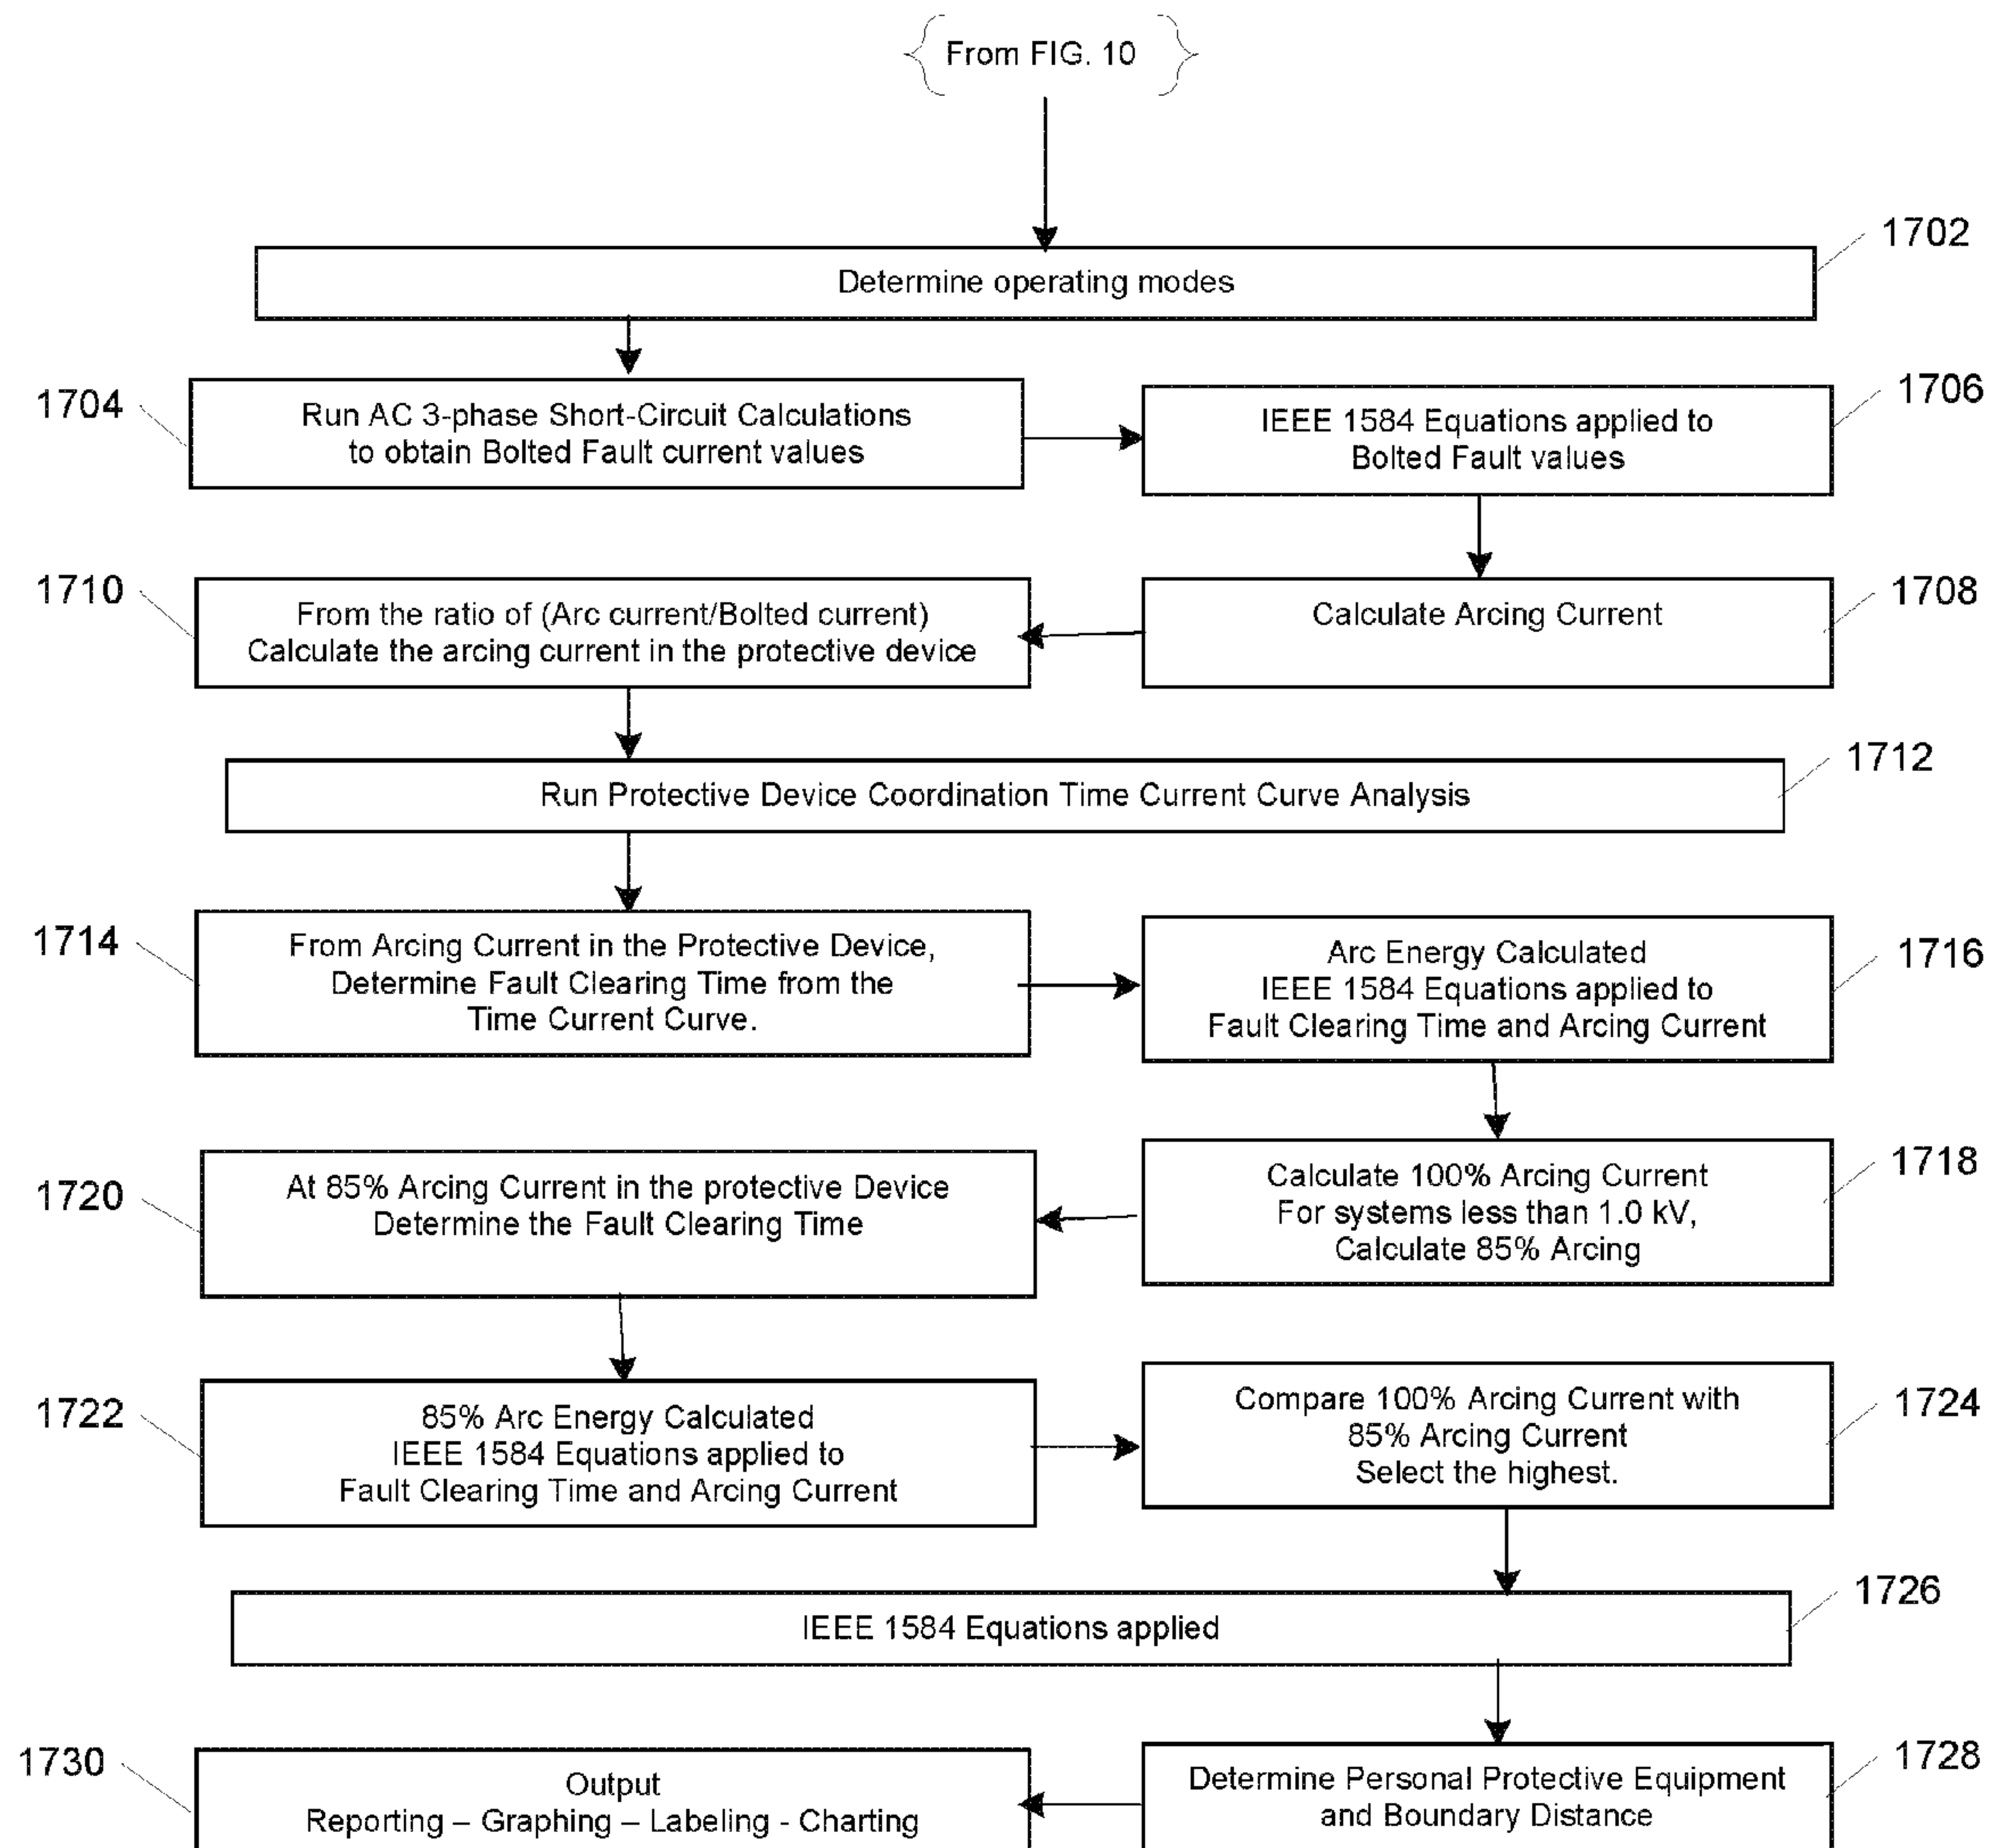 From FIG. 10
1702
Determine operating modes
1704
Run AC 3-phase Short-Circuit Calculations
to obtain Bolted Fault current values
1706
IEEE 1584 Equations applied to
Bolted Fault values
1710
From the ratio of (Arc current/Bolted current)
Calculate the arcing current in the protective device
1708
Calculate Arcing Current
1712
Run Protective Device Coordination Time Current Curve Analysis
1714
From Arcing Current in the Protective Device,
Determine Fault Clearing Time from the
Time Current Curve.
1716
Arc Energy Calculated
IEEE 1584 Equations applied to
Fault Clearing Time and Arcing Current
1720
At 85% Arcing Current in the protective Device
Determine the Fault Clearing Time
1718
Calculate 100% Arcing Current
For systems less than 1.0 kV,
Calculate 85% Arcing
1722
85% Arc Energy Calculated
IEEE 1584 Equations applied to
Fault Clearing Time and Arcing Current
1724
Compare 100% Arcing Current with
85% Arcing Current
Select the highest.
1726
IEEE 1584 Equations applied
1730
Output
Reporting – Graphing – Labeling - Charting
1728
Determine Personal Protective Equipment
and Boundary Distance